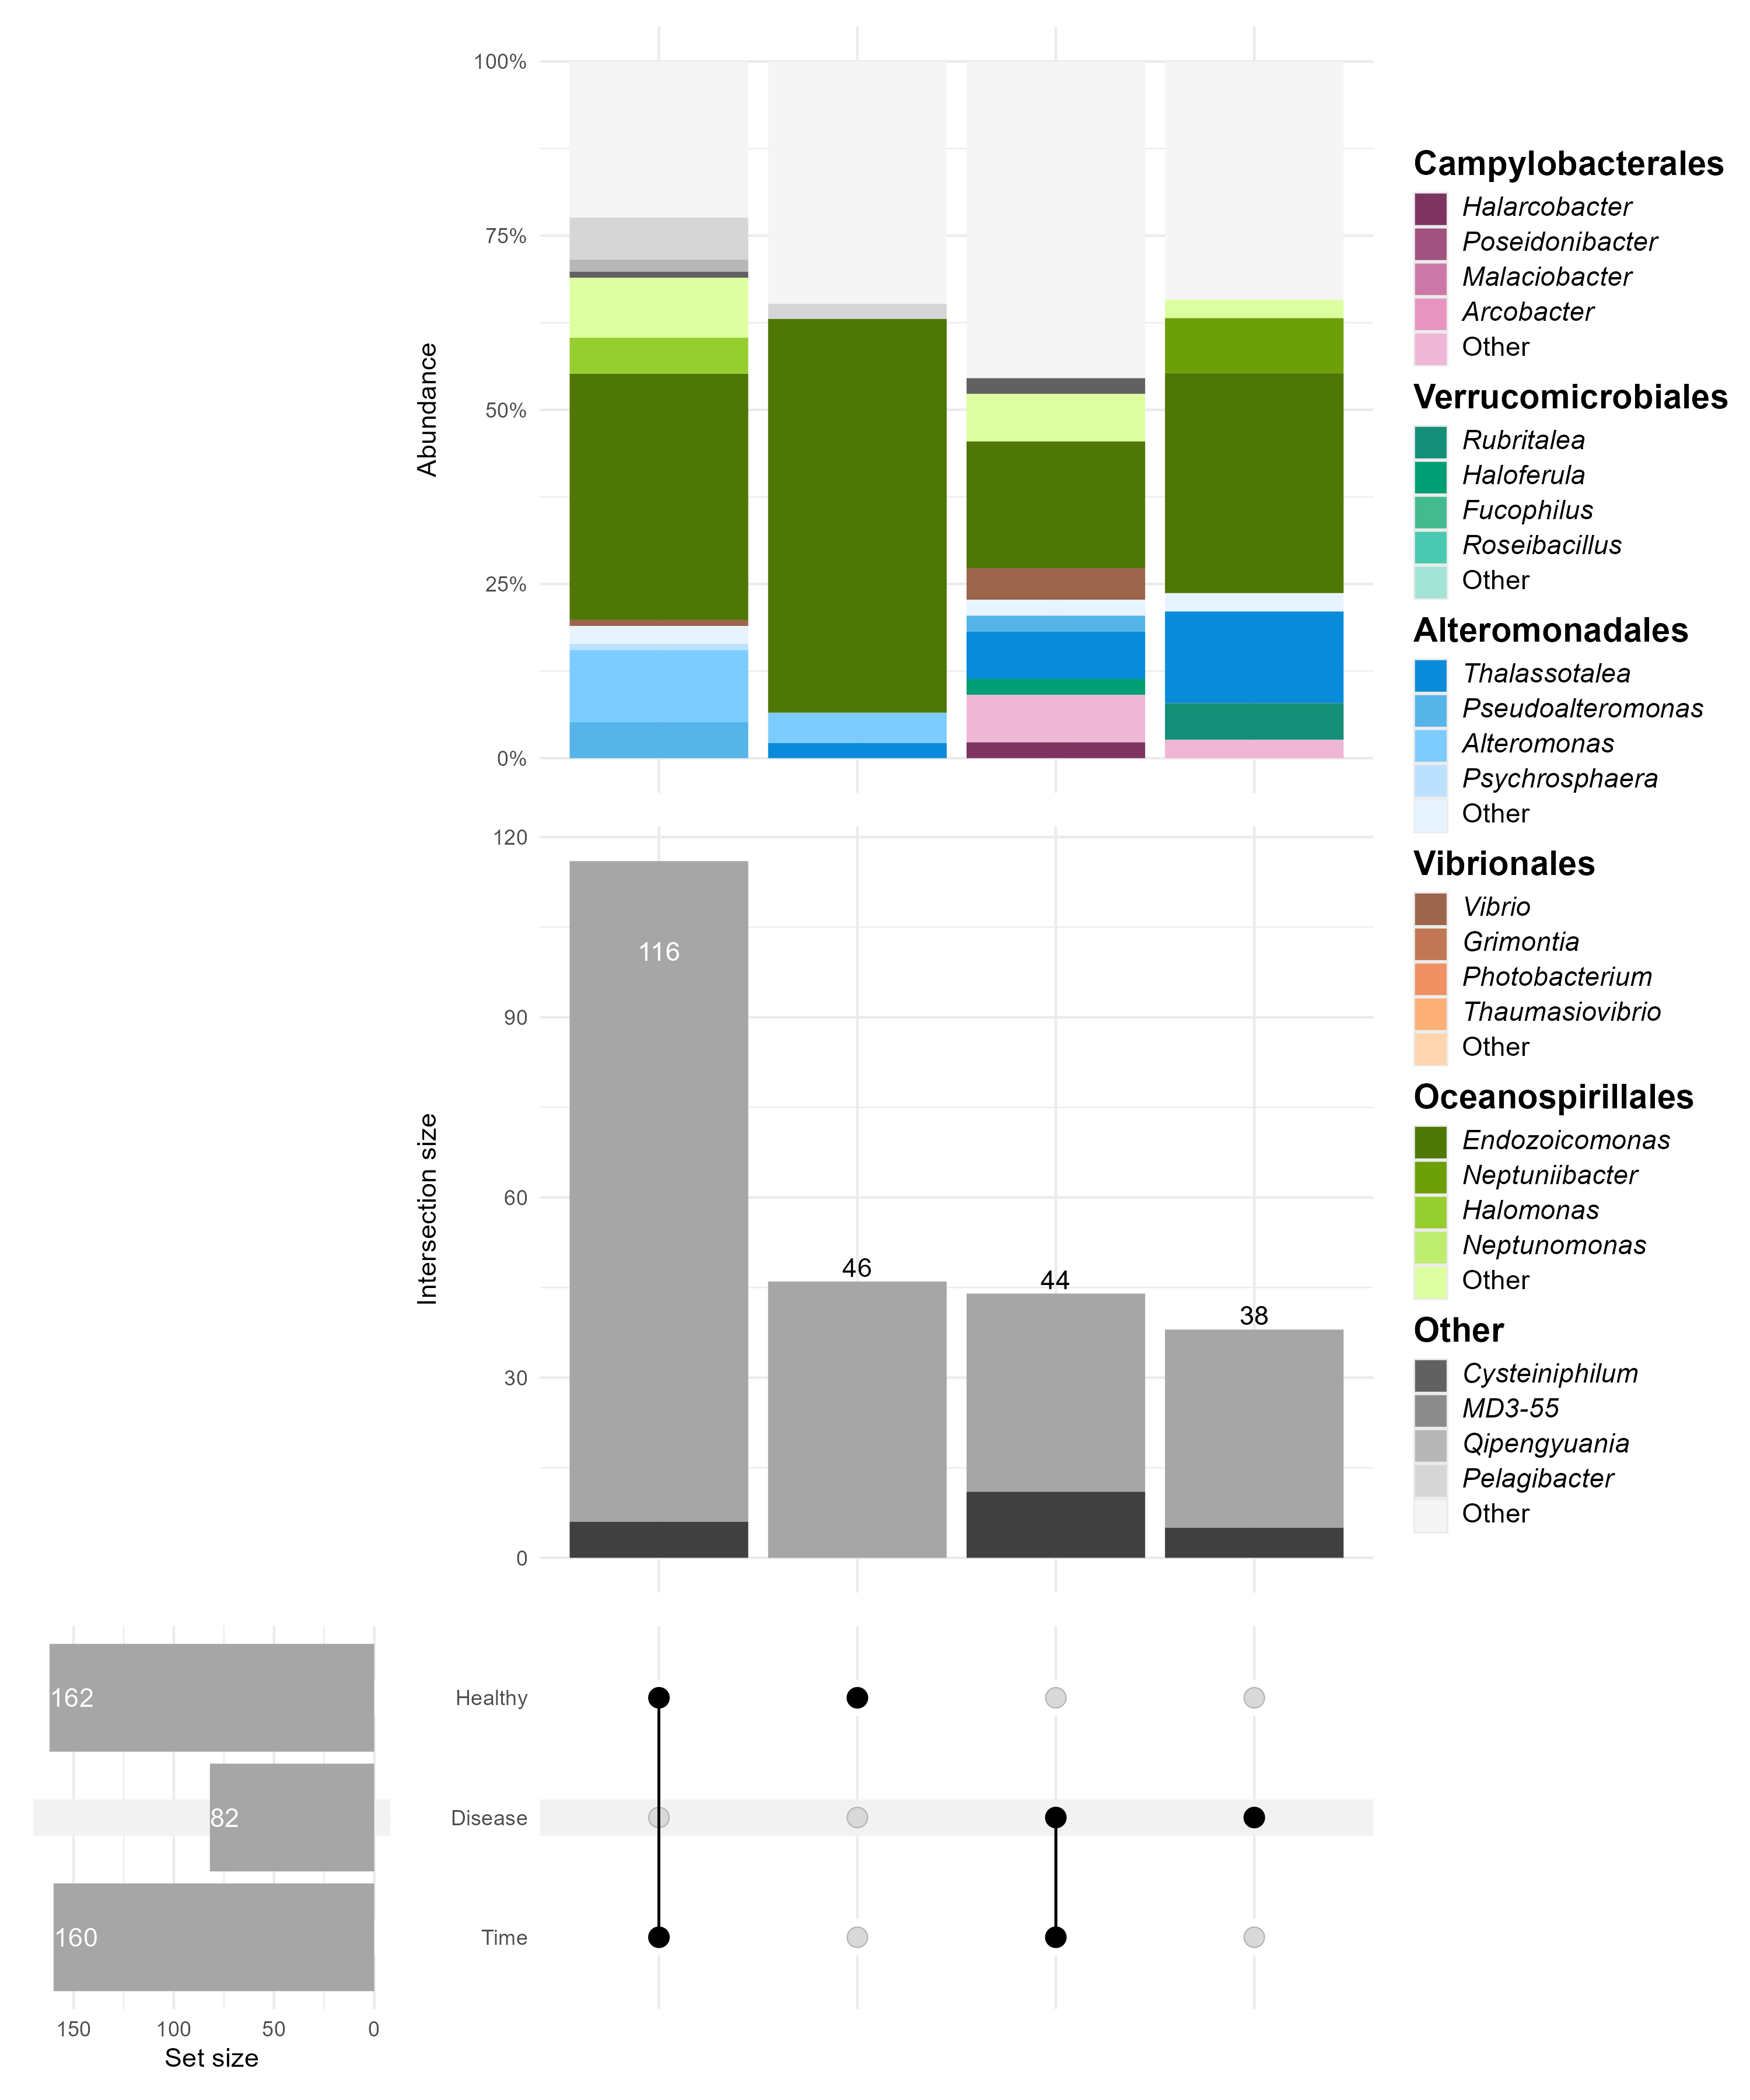 100%
75%
50%
25%
0%
Abundance
Campylobacterales
Halarcobacter
Poseidonibacter
Malaciobacter
Arcobacter
Other
Verrucomicrobiales
Rubritalea
Haloferula
Fucophilus
Roseibacillus
Other
Alteromonadales
Thalassotalea
Pseudoalteromonas
Alteromonas
Psychrosphaera
Other
Vibrionales
Vibrio
Grimontia
Photobacterium
Thaumasiovibrio
Other
Oceanospirillales
Endozoicomonas
Neptuniibacter
Halomonas
Neptunomonas
Other
Other
Cysteiniphilum
MD3-55
Qipengyuania
Pelagibacter
Other
120
90
60
30
0
Intersection size
116
46
44
38
162
82
160
150 100 50 0
Set size
Healthy
Disease
Time